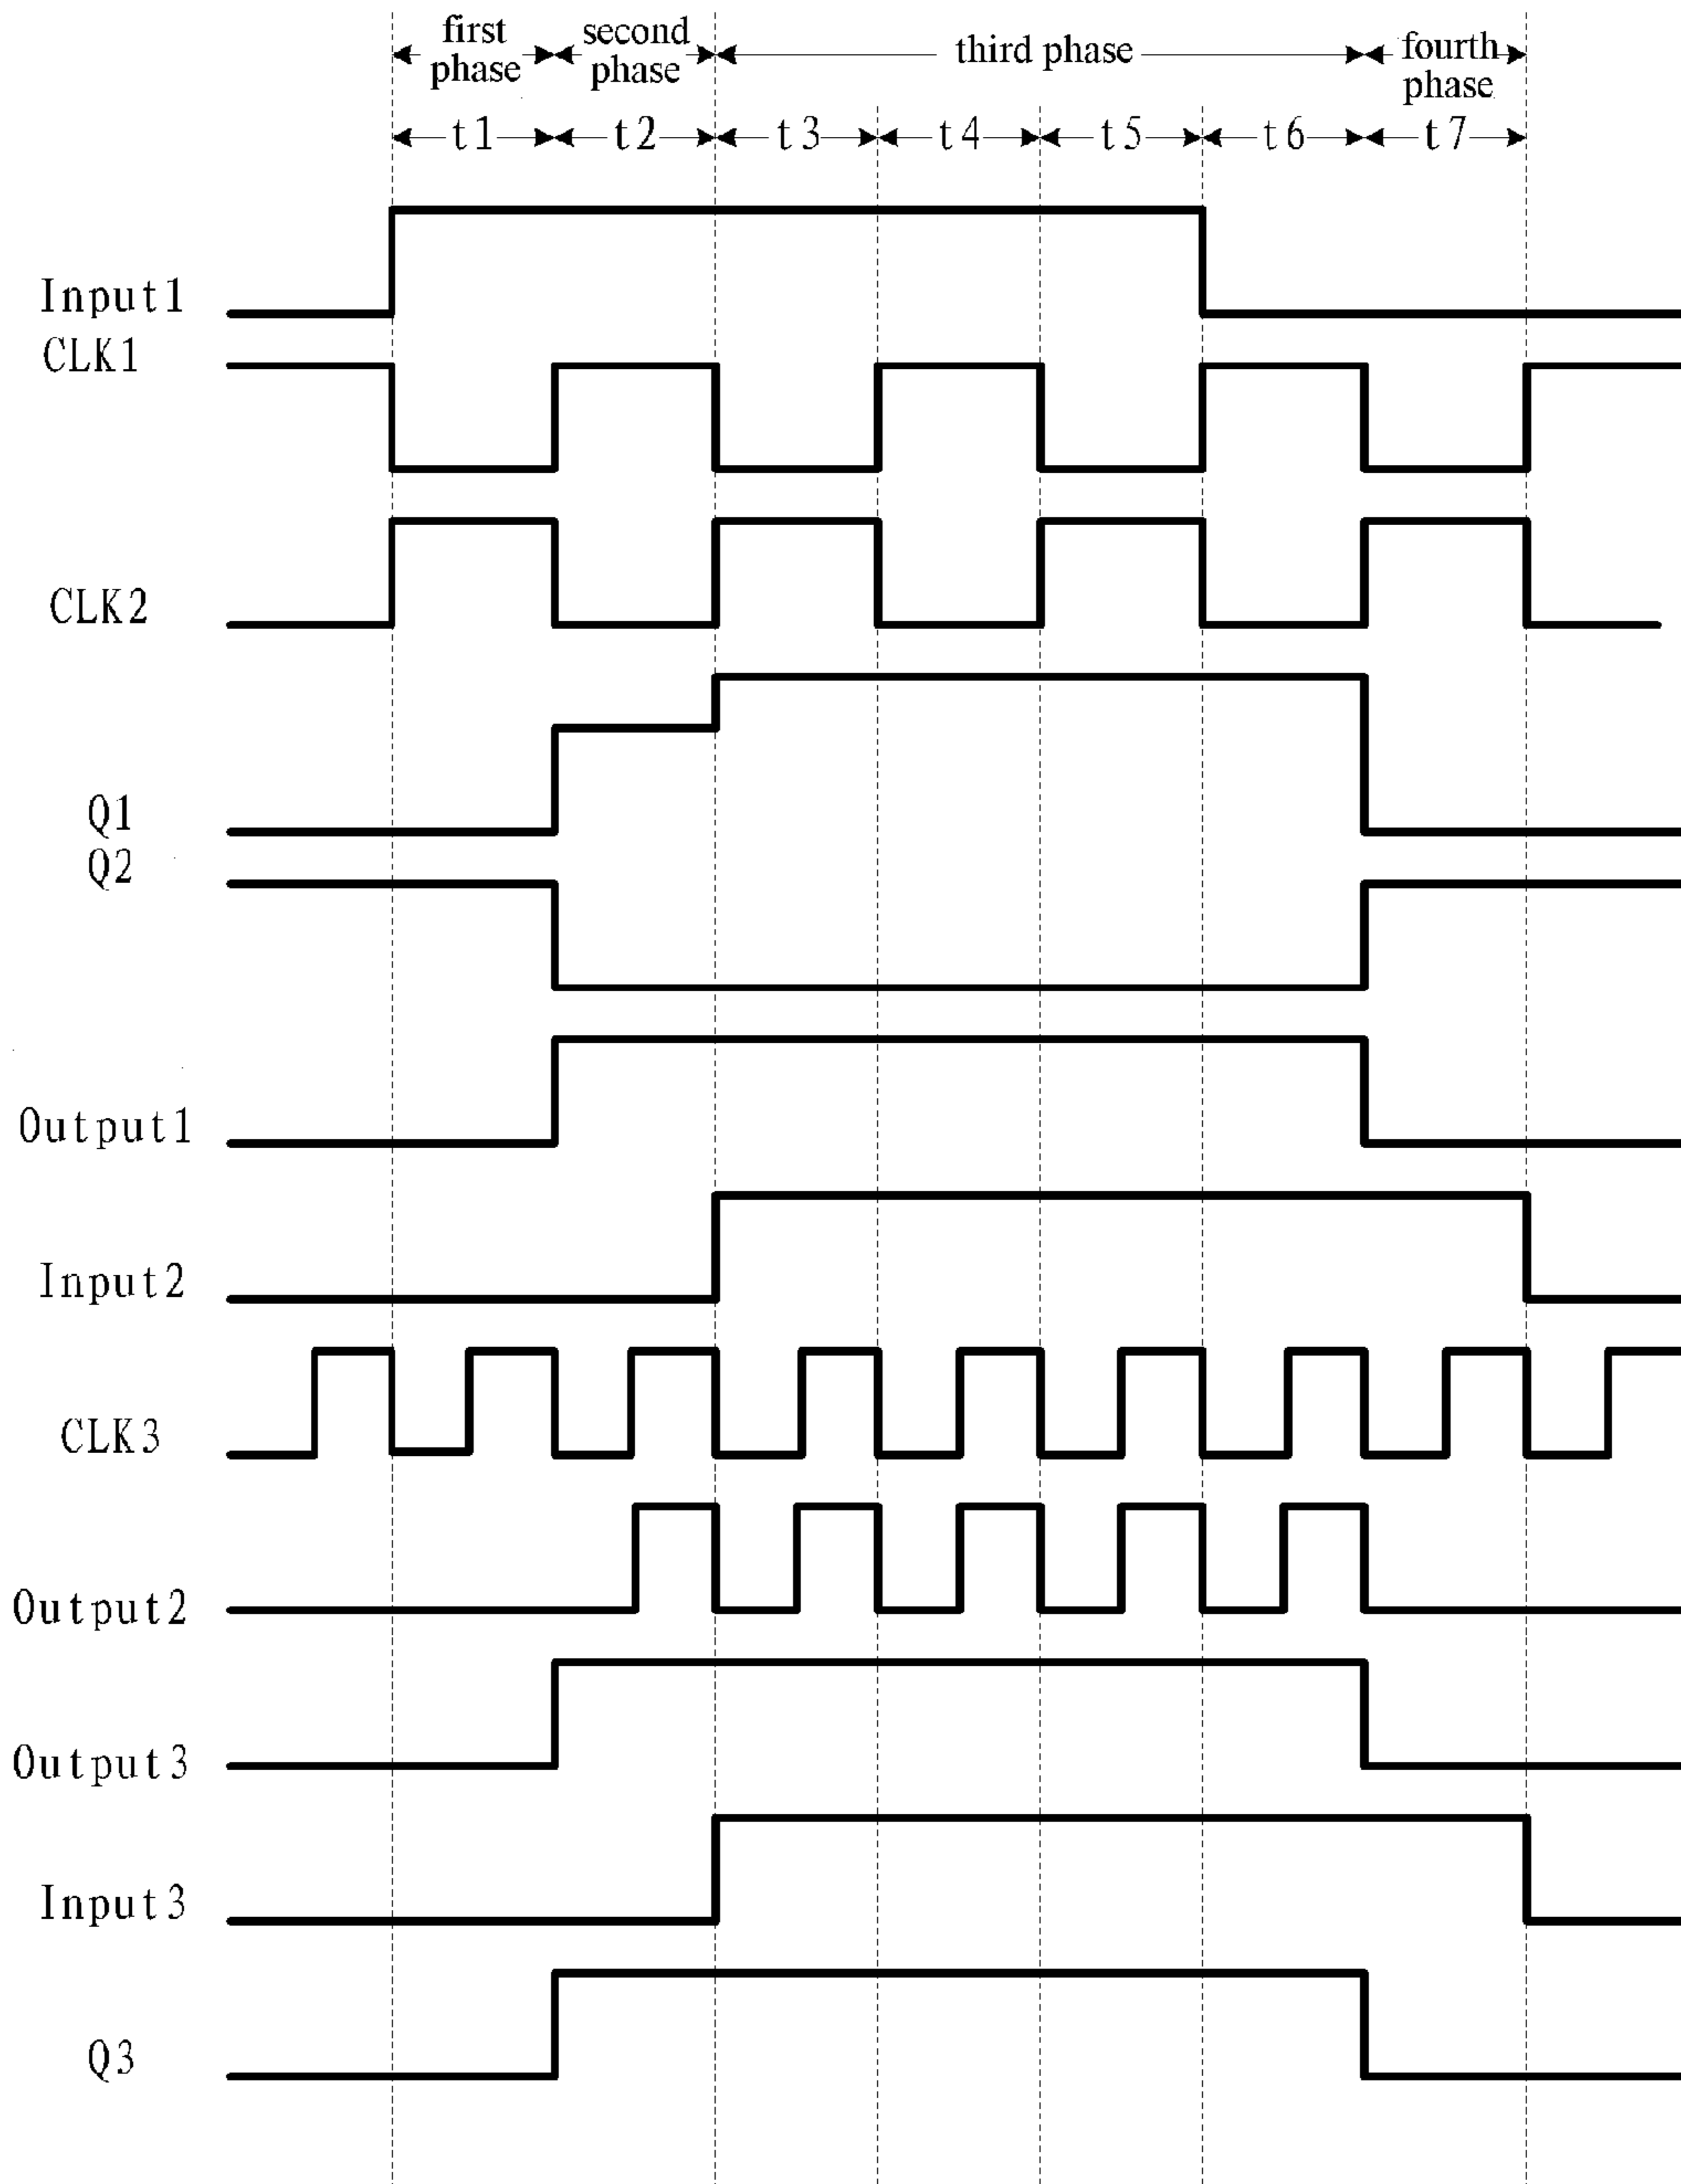 first phase
second phase
third phase
fourth phase
t1
t2
t3
t4
t5
t6
t7
Input1
CLK1
CLK2
Q1
Q2
Output1
Input2
CLK3
Output2
Output3
Input3
Q3